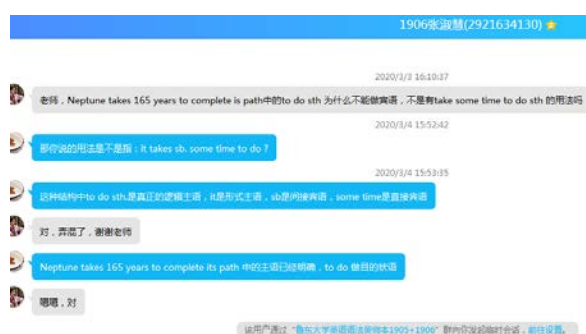 1906张淑慧(2921634130)
2020/3/3 16:10:37
老师，Neptune takes 165 years to complete is path中的to do sth 为什么不能做宾语，不是有take some time to do sth 的用法吗
2020/3/4 15:52:42
那你说的用法是不是指：It takes sb. some time to do？
2020/3/4 15:53:35
这种结构中to do sth.是真正的逻辑主语，it是形式主语，sb是间接宾语，some time是直接宾语
对，弄混了，谢谢老师
Neptune takes 165 years to complete its path 中的主语已经明确，to do 做目的状语
嗯嗯，对
该用户通过 "鲁东大学英语语法英师本1905+1906" 群向你发起临时会话，前往设置。